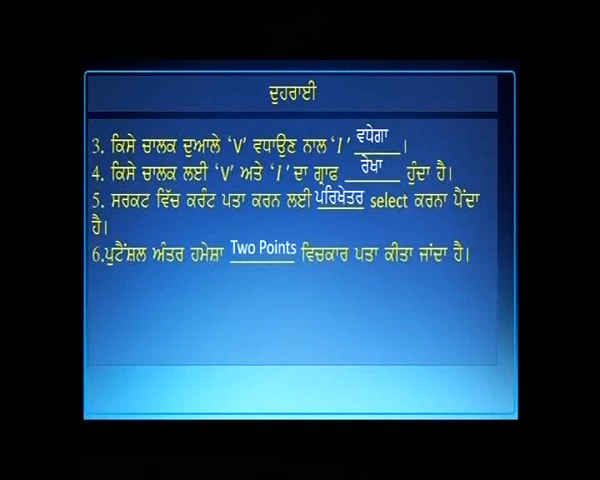 ਦੁਹਰਾਈ
3. ਕਿਸੇ ਚਾਲਕ ਦੁਆਲੇ ‘V’ ਵਧਾਉਣ ਨਾਲ ‘I’ ਵਧੇਗਾ ।
4. ਕਿਸੇ ਚਾਲਕ ਲਈ ‘V’ ਅਤੇ ‘I’ ਦਾ ਗ੍ਰਾਫ ਰੇਖਾ ਹੁੰਦਾ ਹੈ।
5. ਸਰਕਟ ਵਿੱਚ ਕਰੰਟ ਪਤਾ ਕਰਨ ਲਈ ਪਰਿਖੇਤਰ select ਕਰਨਾ ਪੈਂਦਾ
ਹੈ।
6.ਪੁਟੈਂਸ਼ਲ ਅੰਤਰ ਹਮੇਸ਼ਾ Two Points ਵਿਚਕਾਰ ਪਤਾ ਕੀਤਾ ਜਾਂਦਾ ਹੈ।